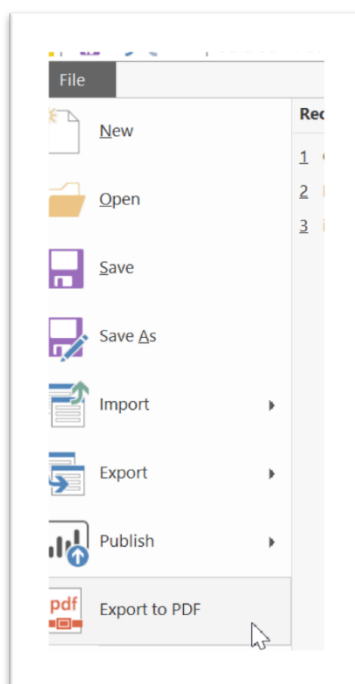 File
New
Open
Save
Save As
Import
Export
Publish
pdf
Export to PDF
1
2
3